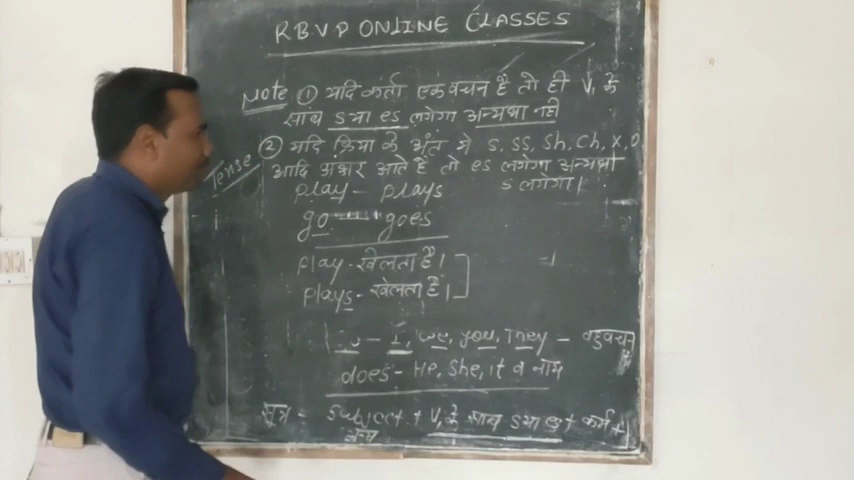 RBVP ONLINE CLASSES
Note ① यदि कर्ता एकवचन है तो ही V₁ के
साथ s या es लगेगा अन्यथा नहीं
Tense
② यदि क्रिया के अंत में s, ss, sh, ch, x, o
आदि अक्षर आते हैं तो es लगेगा अन्यथा
s लगेगा।
play - plays
go - goes
play - खेलता है।
plays - खेलता है।
- I, we, you, They - बहुवचन
does - He, she, it व नाम
सूत्र - Subject + V₁ के साथ s या es + कर्म +
अन्य